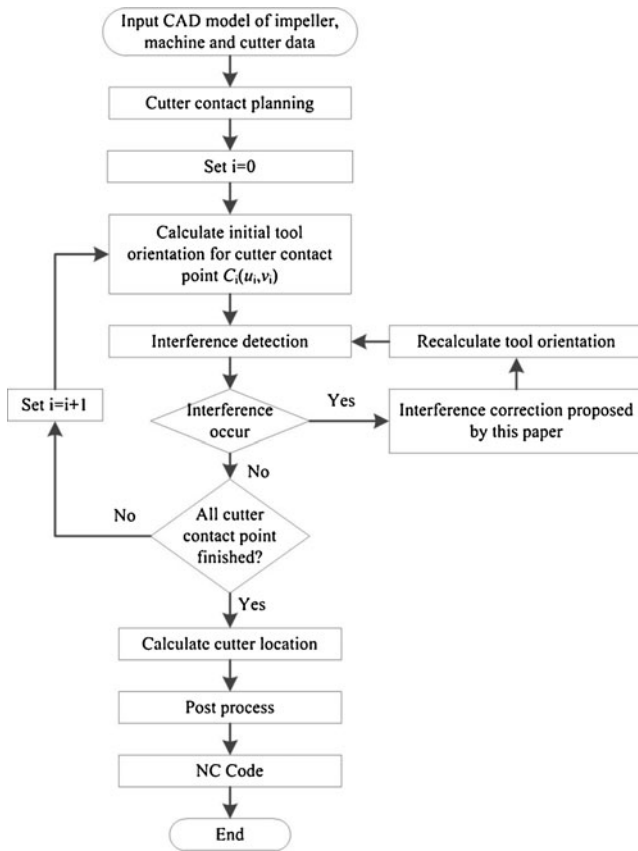 Input CAD model of impeller,
machine and cutter data
Cutter contact planning
Set i=0
Calculate initial tool
orientation for cutter contact
point Ci(ui,vi)
Interference detection
Recalculate tool orientation
Set i=i+1
Interference
occur
Yes
Interference correction proposed
by this paper
No
No
All cutter
contact point
finished?
Yes
Calculate cutter location
Post process
NC Code
End